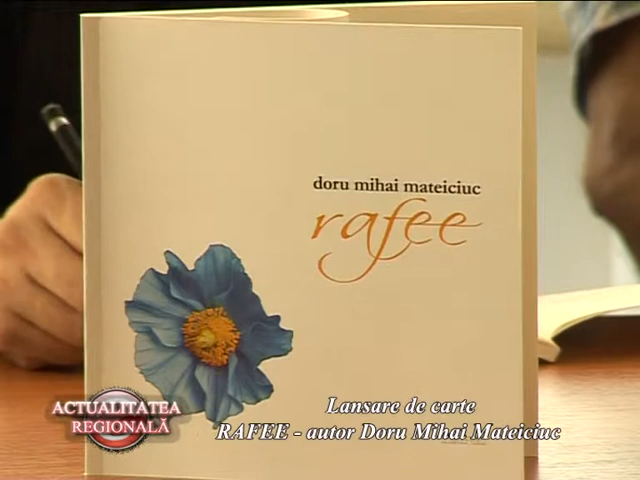 doru mihai mateiciuc
rafee
ACTUALITATEA
REGIONALĂ
Lansare de carte
RAFEE - autor Doru Mihai Mateiciuc